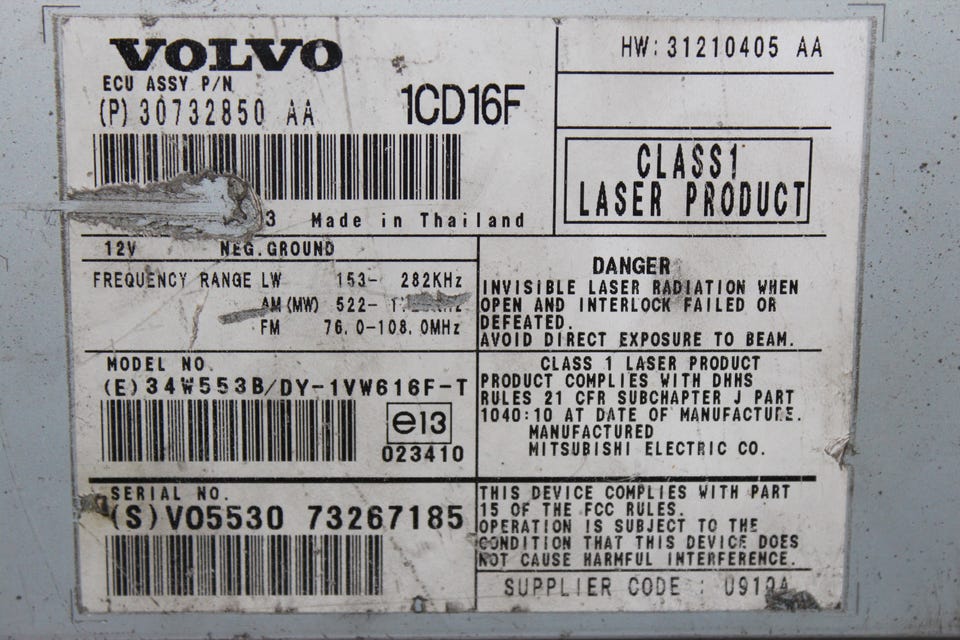 VOLVO
ECU ASSY P/N
(P) 30732850 AA
1CD16F
HW: 31210405 AA
CLASS1
LASER PRODUCT
3 Made in Thailand
12V NEG.GROUND
FREQUENCY RANGE LW 153- 282KHz
AM (MW) 522-
FM 76.0-108.0MHz
DANGER
INVISIBLE LASER RADIATION WHEN
OPEN AND INTERLOCK FAILED OR
DEFEATED.
AVOID DIRECT EXPOSURE TO BEAM.
MODEL NO.
(E) 34W553B/DY-1VW616F-T
e13
023410
CLASS 1 LASER PRODUCT
PRODUCT COMPLIES WITH DHHS
RULES 21 CFR SUBCHAPTER J PART
1040:10 AT DATE OF MANUFACTURE.
MANUFACTURED
MITSUBISHI ELECTRIC CO.
SERIAL NO.
(S) V05530 73267185
THIS DEVICE COMPLIES WITH PART
15 OF THE FCC RULES.
OPERATION IS SUBJECT TO THE
CONDITION THAT THIS DEVICE DOES
NOT CAUSE HARMFUL INTERFERENCE.
SUPPLIER CODE :